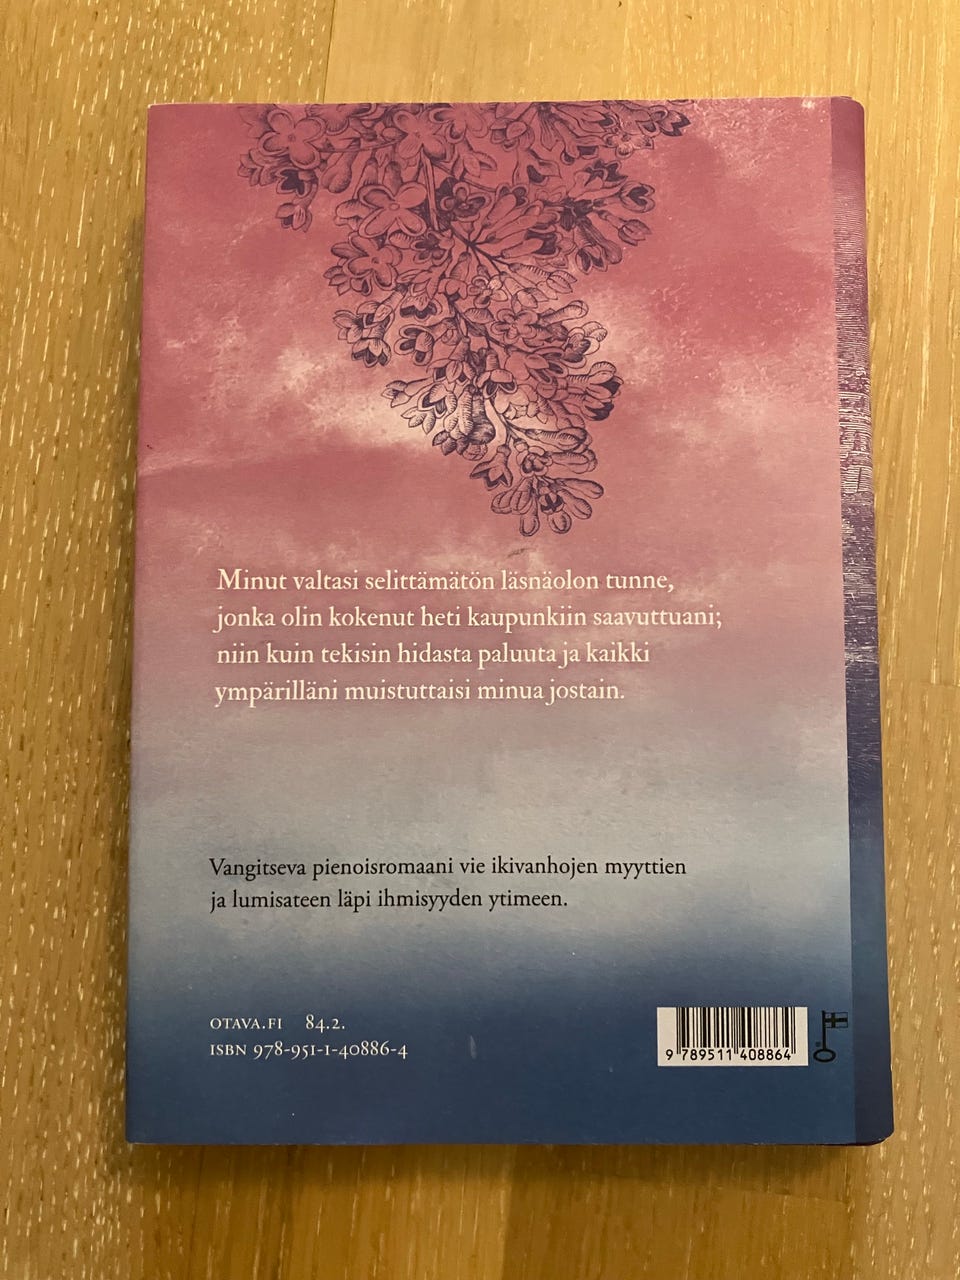 Minut valtasi selittämätön läsnäolon tunne,
jonka olin kokenut heti kaupunkiin saavuttuani;
niin kuin tekisin hidasta paluuta ja kaikki
ympärilläni muistuttaisi minua jostain.
Vangitseva pienoisromaani vie ikivanhojen myyttien
ja lumisateen läpi ihmisyyden ytimeen.
OTAVA.FI 84.2.
ISBN 978-951-1-40886-4
9 789511 408864